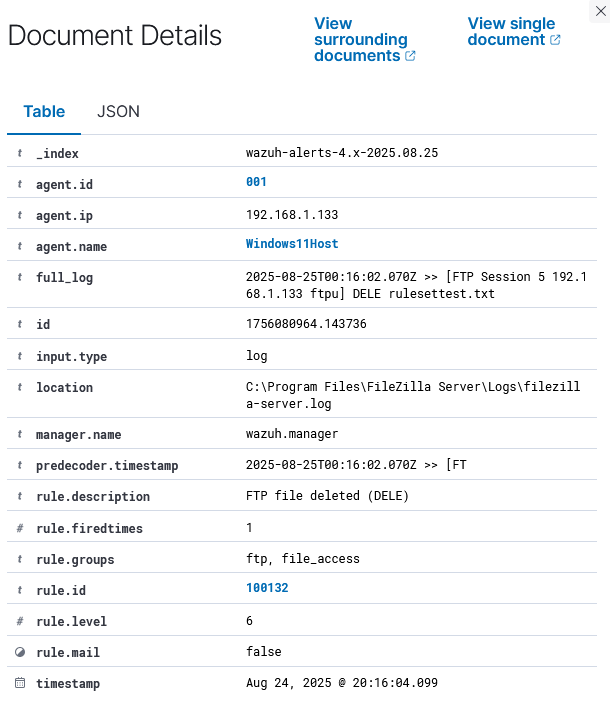 Document Details
View surrounding documents
View single document
Table
JSON
t _index wazuh-alerts-4.x-2025.08.25
t agent.id 001
t agent.ip 192.168.1.133
t agent.name Windows11Host
t full_log 2025-08-25T00:16:02.070Z >> [FTP Session 5 192.1
68.1.133 ftpu] DELE rulesettest.txt
t id 1756080964.143736
t input.type log
t location C:\Program Files\FileZilla Server\Logs\filezill
a-server.log
t manager.name wazuh.manager
t predecoder.timestamp 2025-08-25T00:16:02.070Z >> [FT
t rule.description FTP file deleted (DELE)
# rule.firedtimes 1
t rule.groups ftp, file_access
t rule.id 100132
# rule.level 6
rule.mail false
timestamp Aug 24, 2025 @ 20:16:04.099